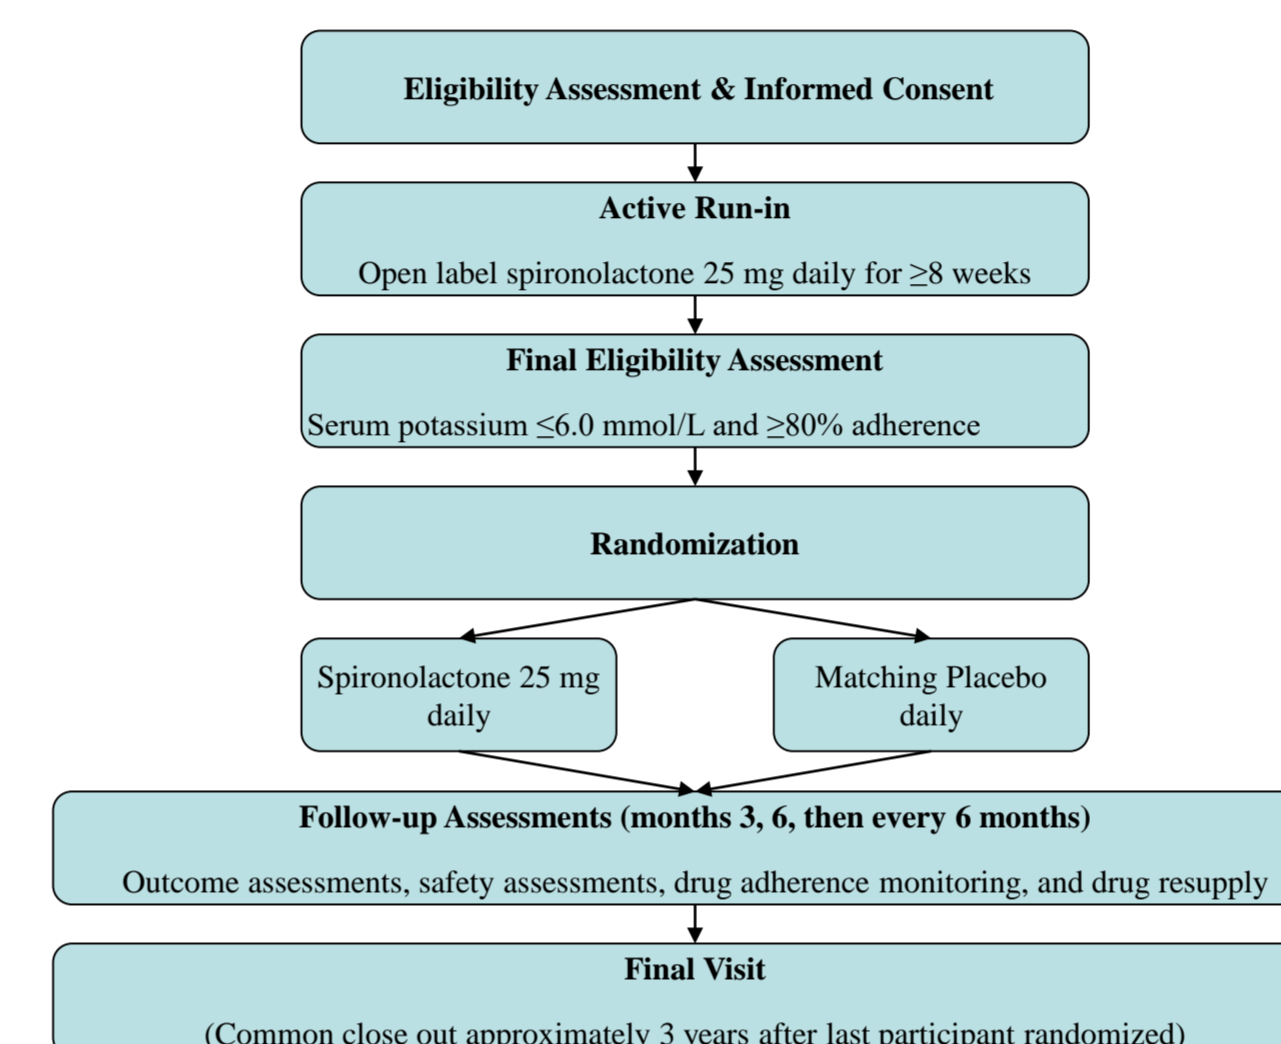 Eligibility Assessment & Informed Consent
Active Run-in
Open label spironolactone 25 mg daily for ≥8 weeks
Final Eligibility Assessment
Serum potassium ≤6.0 mmol/L and ≥80% adherence
Randomization
Spironolactone 25 mg
daily
Matching Placebo
daily
Follow-up Assessments (months 3, 6, then every 6 months)
Outcome assessments, safety assessments, drug adherence monitoring, and drug resupply
Final Visit
(Common close out approximately 3 years after last participant randomized)